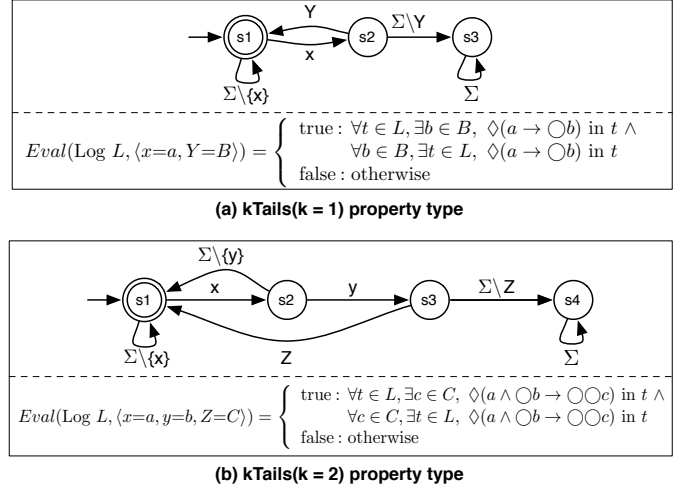 Y
Σ\Y
s1
s2
s3
x
Σ\{x}
Σ
Eval(Log L, ⟨x=a, Y=B⟩) = { true : ∀t ∈ L, ∃b ∈ B, ◊(a → ◯b) in t ∧
∀b ∈ B, ∃t ∈ L, ◊(a → ◯b) in t
false : otherwise
(a) kTails(k = 1) property type
Σ\{y}
x
y
Σ\Z
s1
s2
s3
s4
Σ\{x}
Z
Σ
Eval(Log L, ⟨x=a, y=b, Z=C⟩) = { true : ∀t ∈ L, ∃c ∈ C, ◊(a ∧ ◯b → ◯◯c) in t ∧
∀c ∈ C, ∃t ∈ L, ◊(a ∧ ◯b → ◯◯c) in t
false : otherwise
(b) kTails(k = 2) property type